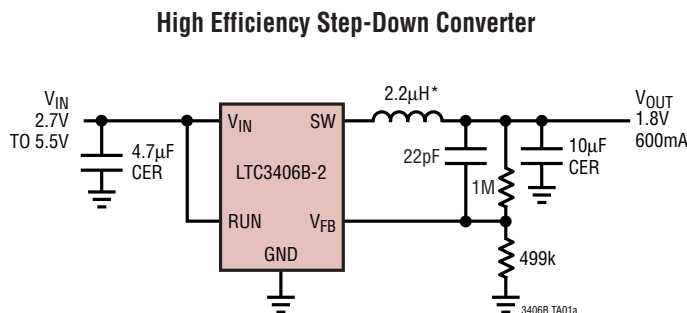 High Efficiency Step-Down Converter
VIN
2.7V
TO 5.5V
4.7µF
CER
VIN
SW
LTC3406B-2
RUN
VFB
GND
2.2µH*
22pF
1M
10µF
CER
499k
VOUT
1.8V
600mA
3406B TA01a